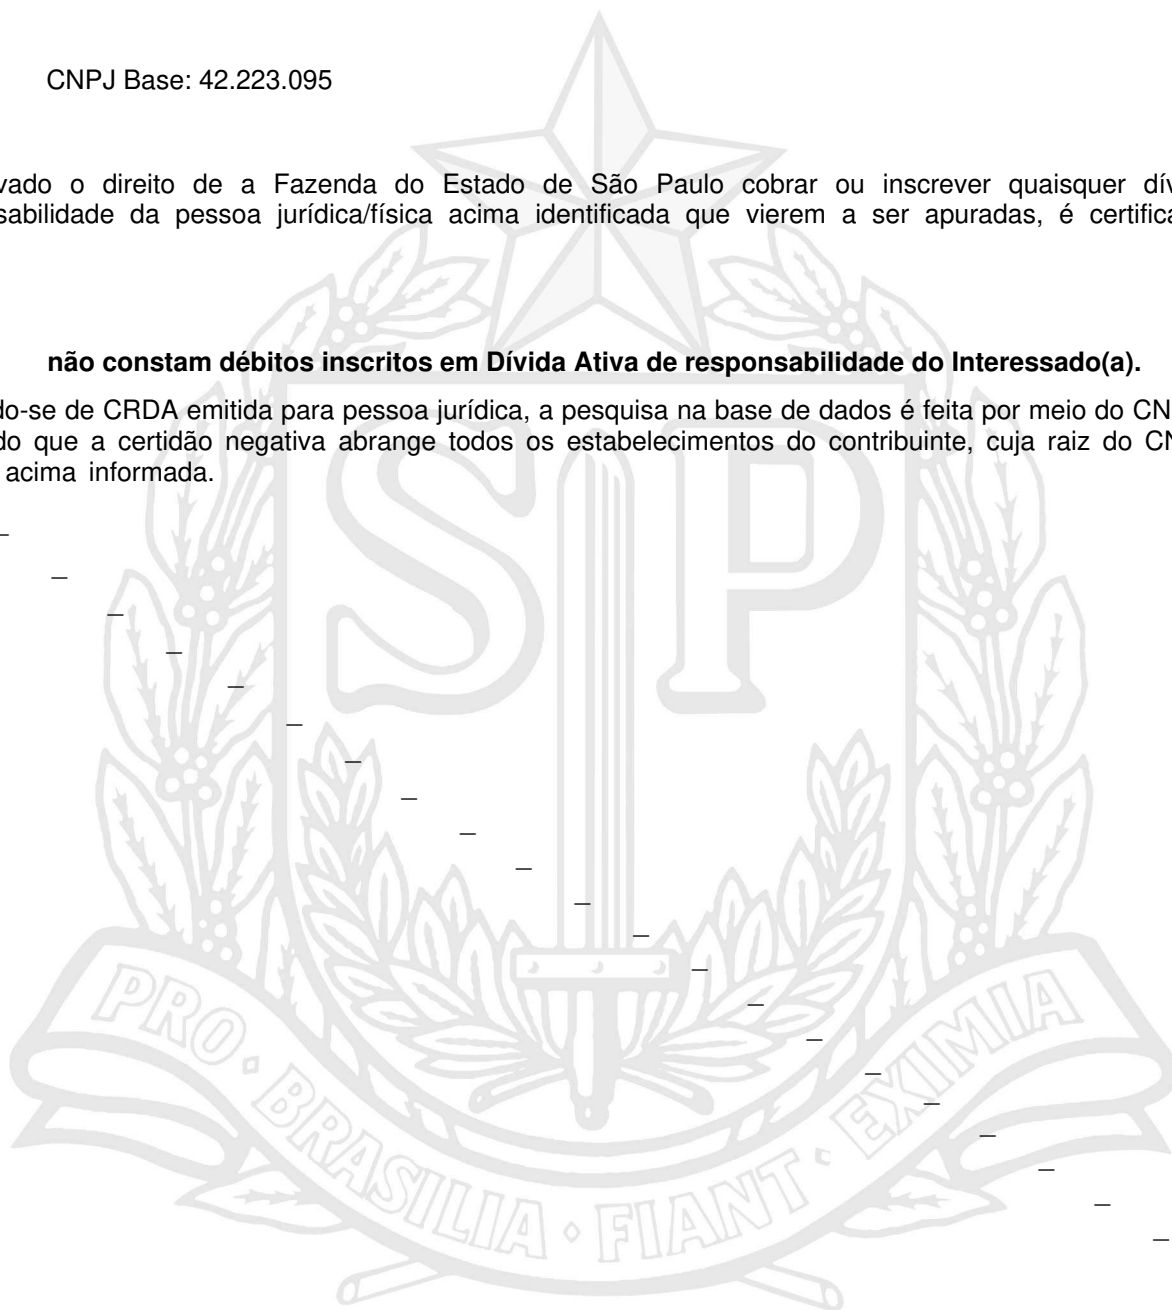 CNPJ Base: 42.223.095
vado o direito de a Fazenda do Estado de São Paulo cobrar ou inscrever quaisquer dív
sabilidade da pessoa jurídica/física acima identificada que vierem a ser apuradas, é certifica
não constam débitos inscritos em Dívida Ativa de responsabilidade do Interessado(a).
do-se de CRDA emitida para pessoa jurídica, a pesquisa na base de dados é feita por meio do CN
do que a certidão negativa abrange todos os estabelecimentos do contribuinte, cuja raiz do CN
acima informada.
SP
PRO • BRASILIA • FIANT • EXIMIA